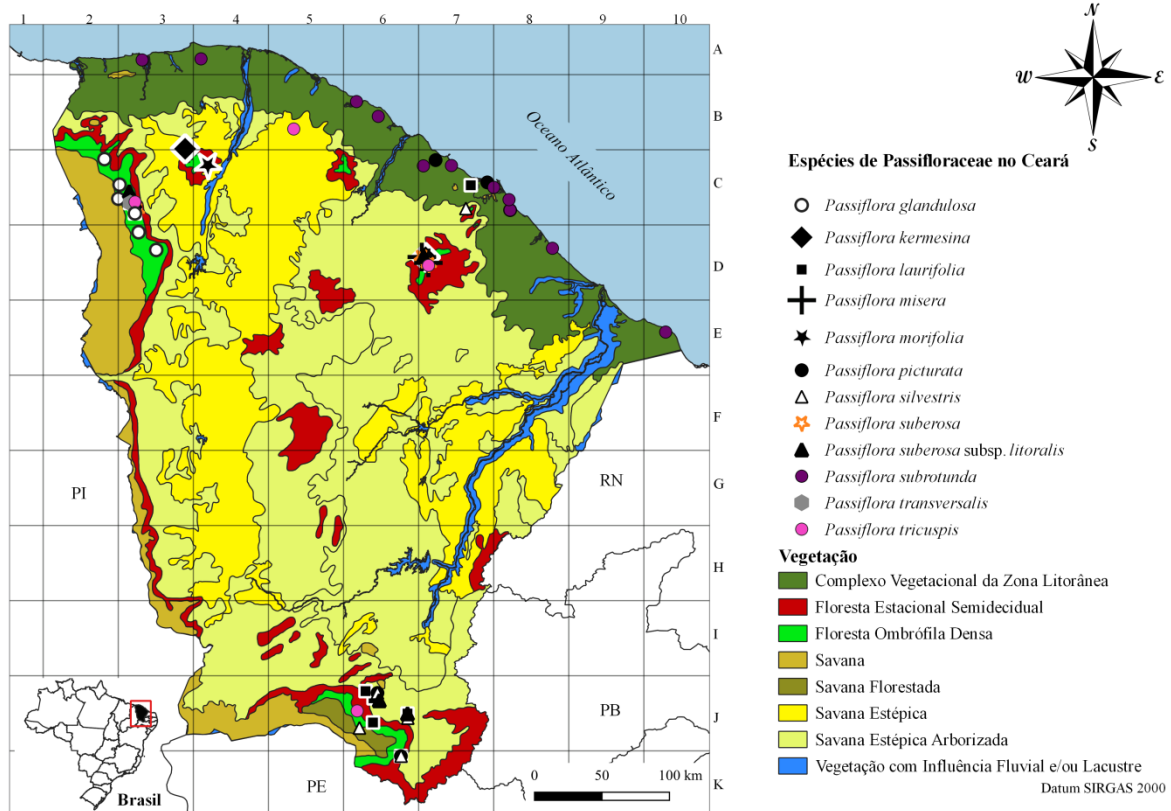 1 2 3 4 5 6 7 8 9 10
A
B
C
D
E
F
G
H
I
J
K
Oceano Atlântico
PI
RN
PB
PE
Brasil
0 50 100 km
N
W E
S
Espécies de Passifloraceae no Ceará
Passiflora glandulosa
Passiflora kermesina
Passiflora laurifolia
Passiflora misera
Passiflora morifolia
Passiflora picturata
Passiflora silvestris
Passiflora suberosa
Passiflora suberosa subsp. litoralis
Passiflora subrotunda
Passiflora transversalis
Passiflora tricuspis
Vegetação
Complexo Vegetacional da Zona Litorânea
Floresta Estacional Semidecidual
Floresta Ombrófila Densa
Savana
Savana Florestada
Savana Estépica
Savana Estépica Arborizada
Vegetação com Influência Fluvial e/ou Lacustre
Datum SIRGAS 2000